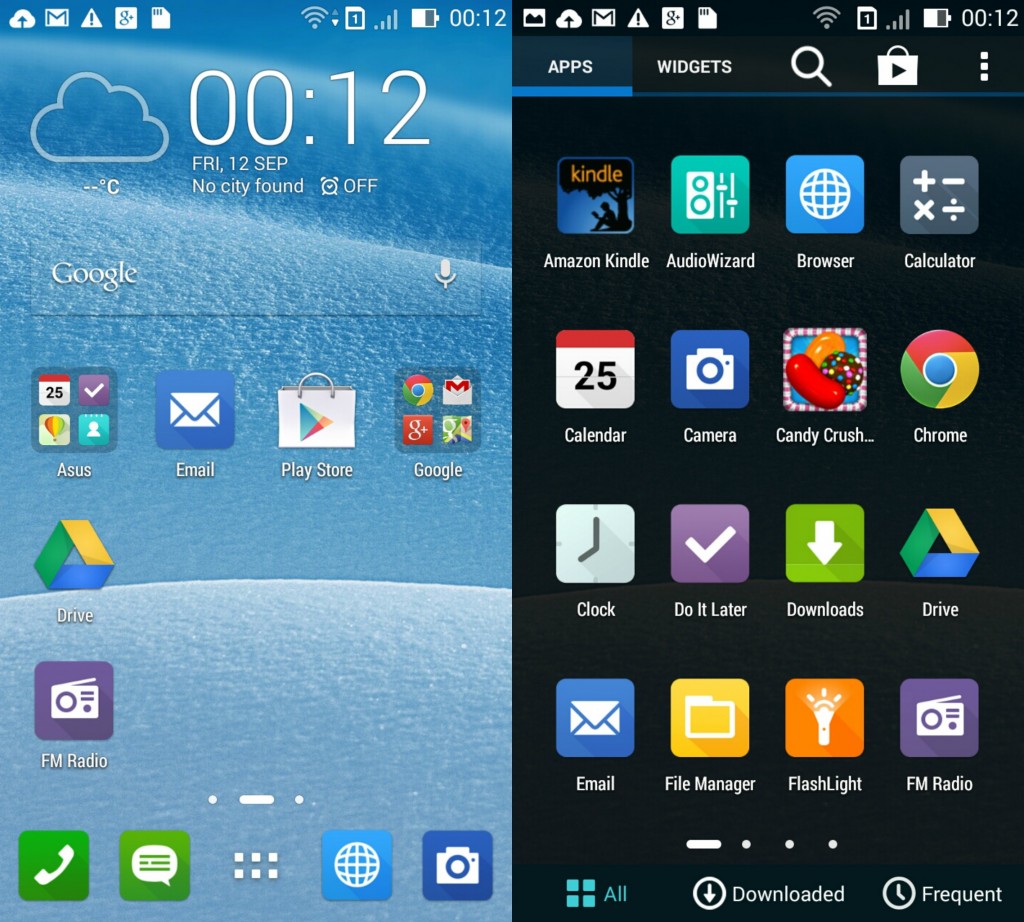 1 00:12
00:12
FRI, 12 SEP
No city found OFF
--°C
Google
25
8+
Asus Email Play Store Google
Drive
FM Radio
1 00:12
APPS WIDGETS
kindle
Amazon Kindle AudioWizard Browser Calculator
25
Calendar Camera Candy Crush... Chrome
Clock Do It Later Downloads Drive
Email File Manager FlashLight FM Radio
All Downloaded Frequent